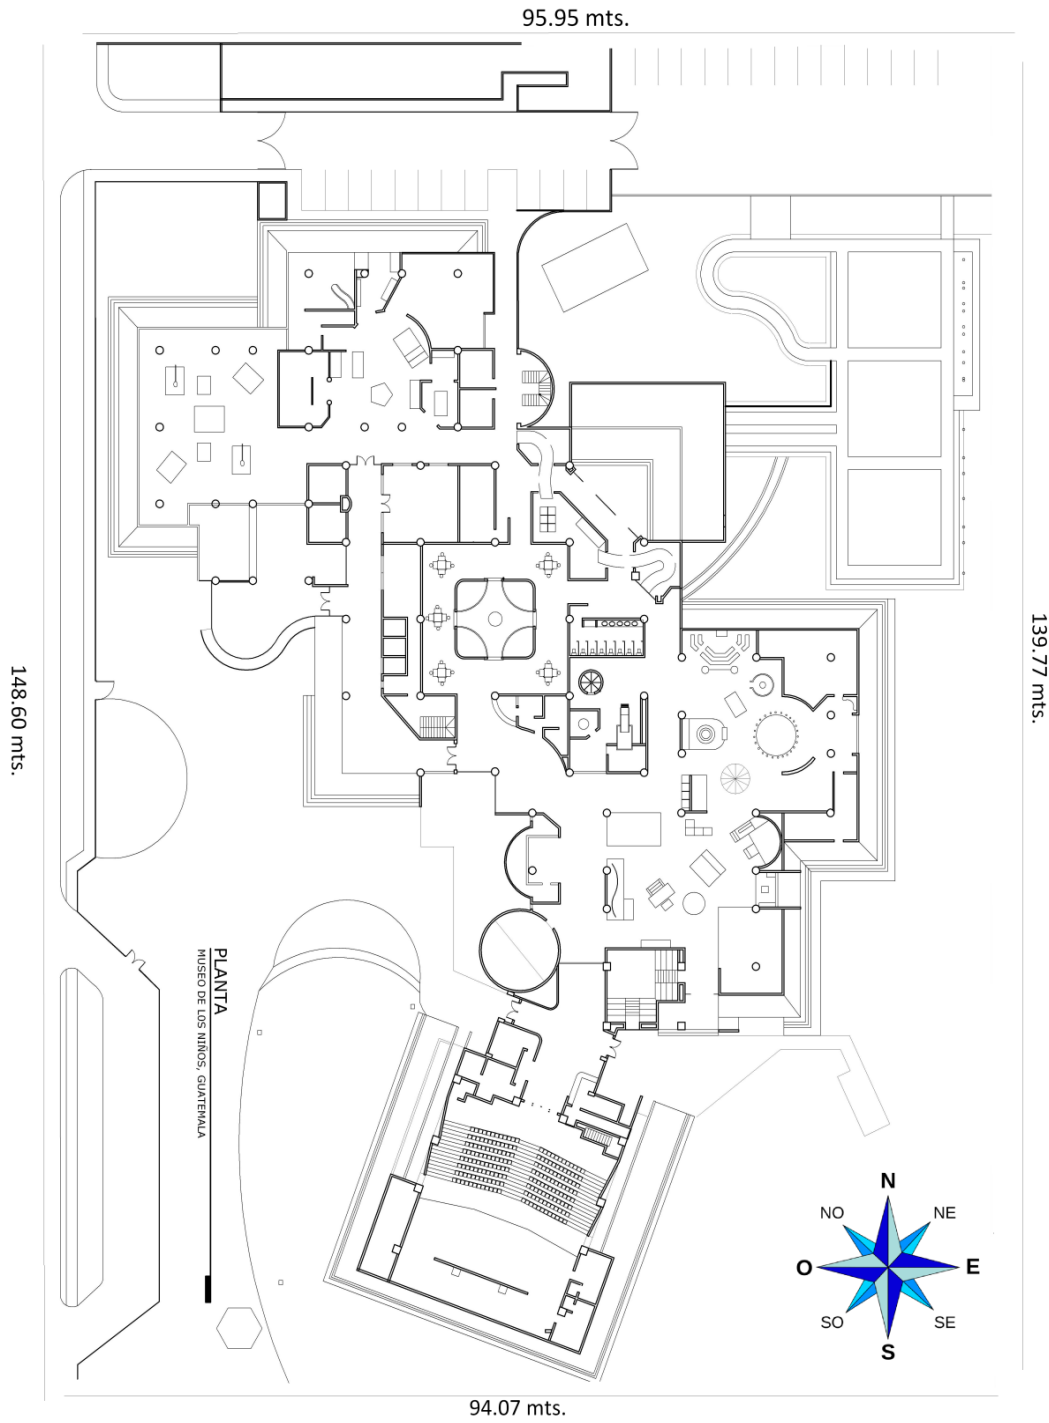 95.95 mts.
148.60 mts.
139.77 mts.
PLANTA
MUSEO DE LOS NIÑOS, GUATEMALA
N
NO
NE
O
E
SO
SE
S
94.07 mts.